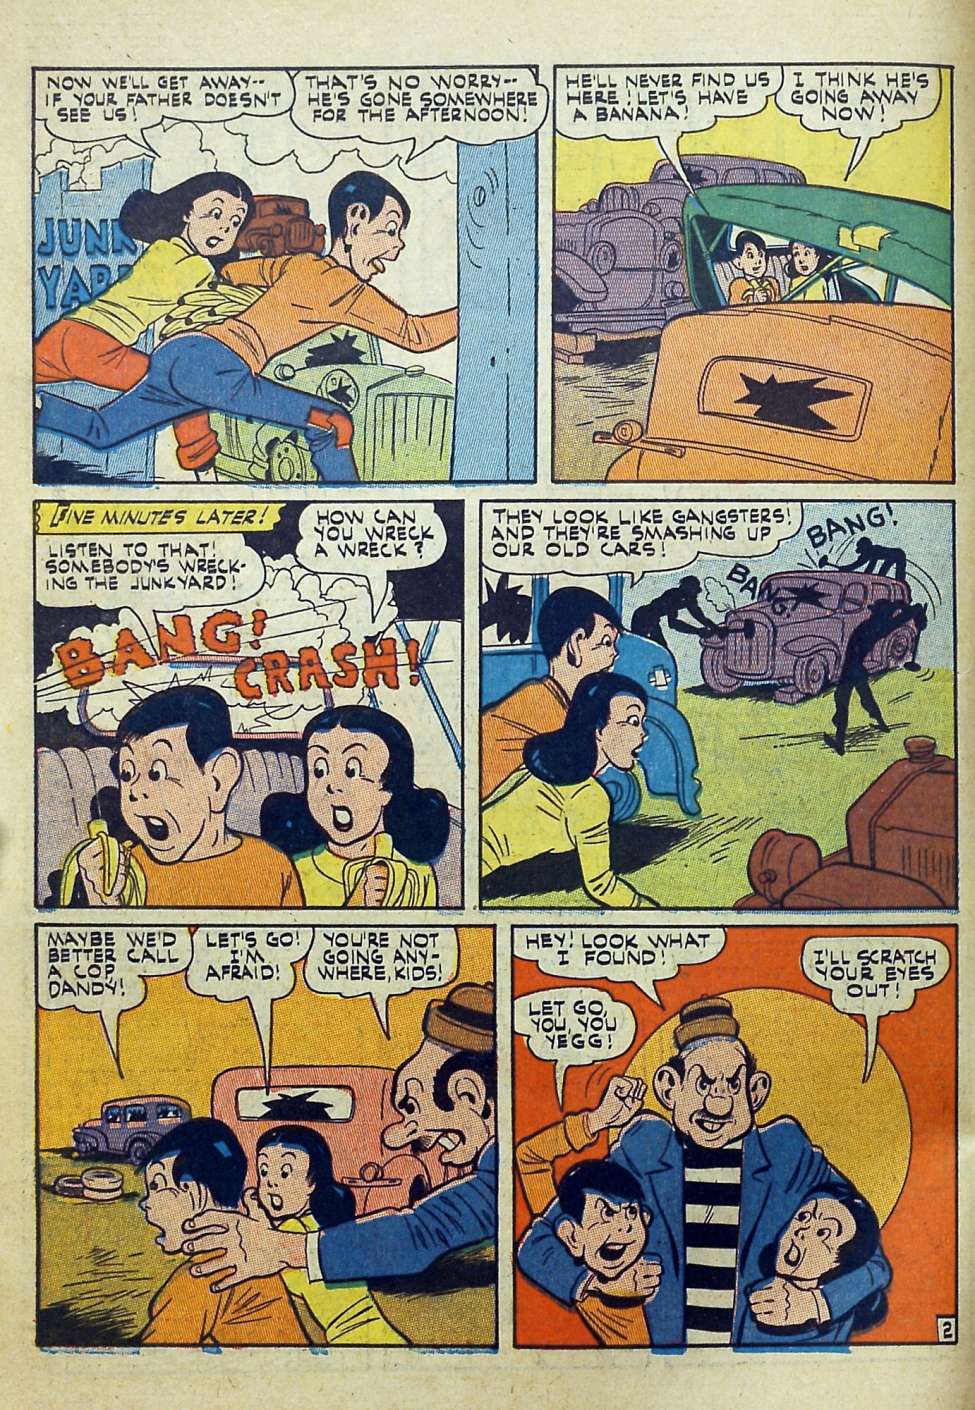 NOW WE'LL GET AWAY--
IF YOUR FATHER DOESN'T
SEE US!
THAT'S NO WORRY--
HE'S GONE SOMEWHERE
FOR THE AFTERNOON!
JUNK
YARD
HE'LL NEVER FIND US
HERE! LET'S HAVE
A BANANA!
I THINK HE'S
GOING AWAY
NOW!
FIVE MINUTES LATER!
LISTEN TO THAT!
SOMEBODY'S WRECK-
ING THE JUNKYARD!
HOW CAN
YOU WRECK
A WRECK?
BANG!
CRASH!
THEY LOOK LIKE GANGSTERS!
AND THEY'RE SMASHING UP
OUR OLD CARS!
BANG!
BANG!
MAYBE WE'D
BETTER CALL
A COP,
DANDY!
LET'S GO!
I'M
AFRAID!
YOU'RE NOT
GOING ANY-
WHERE, KIDS!
HEY! LOOK WHAT
I FOUND!
LET GO,
YOU, YOU
YEGG!
I'LL SCRATCH
YOUR EYES
OUT!
2